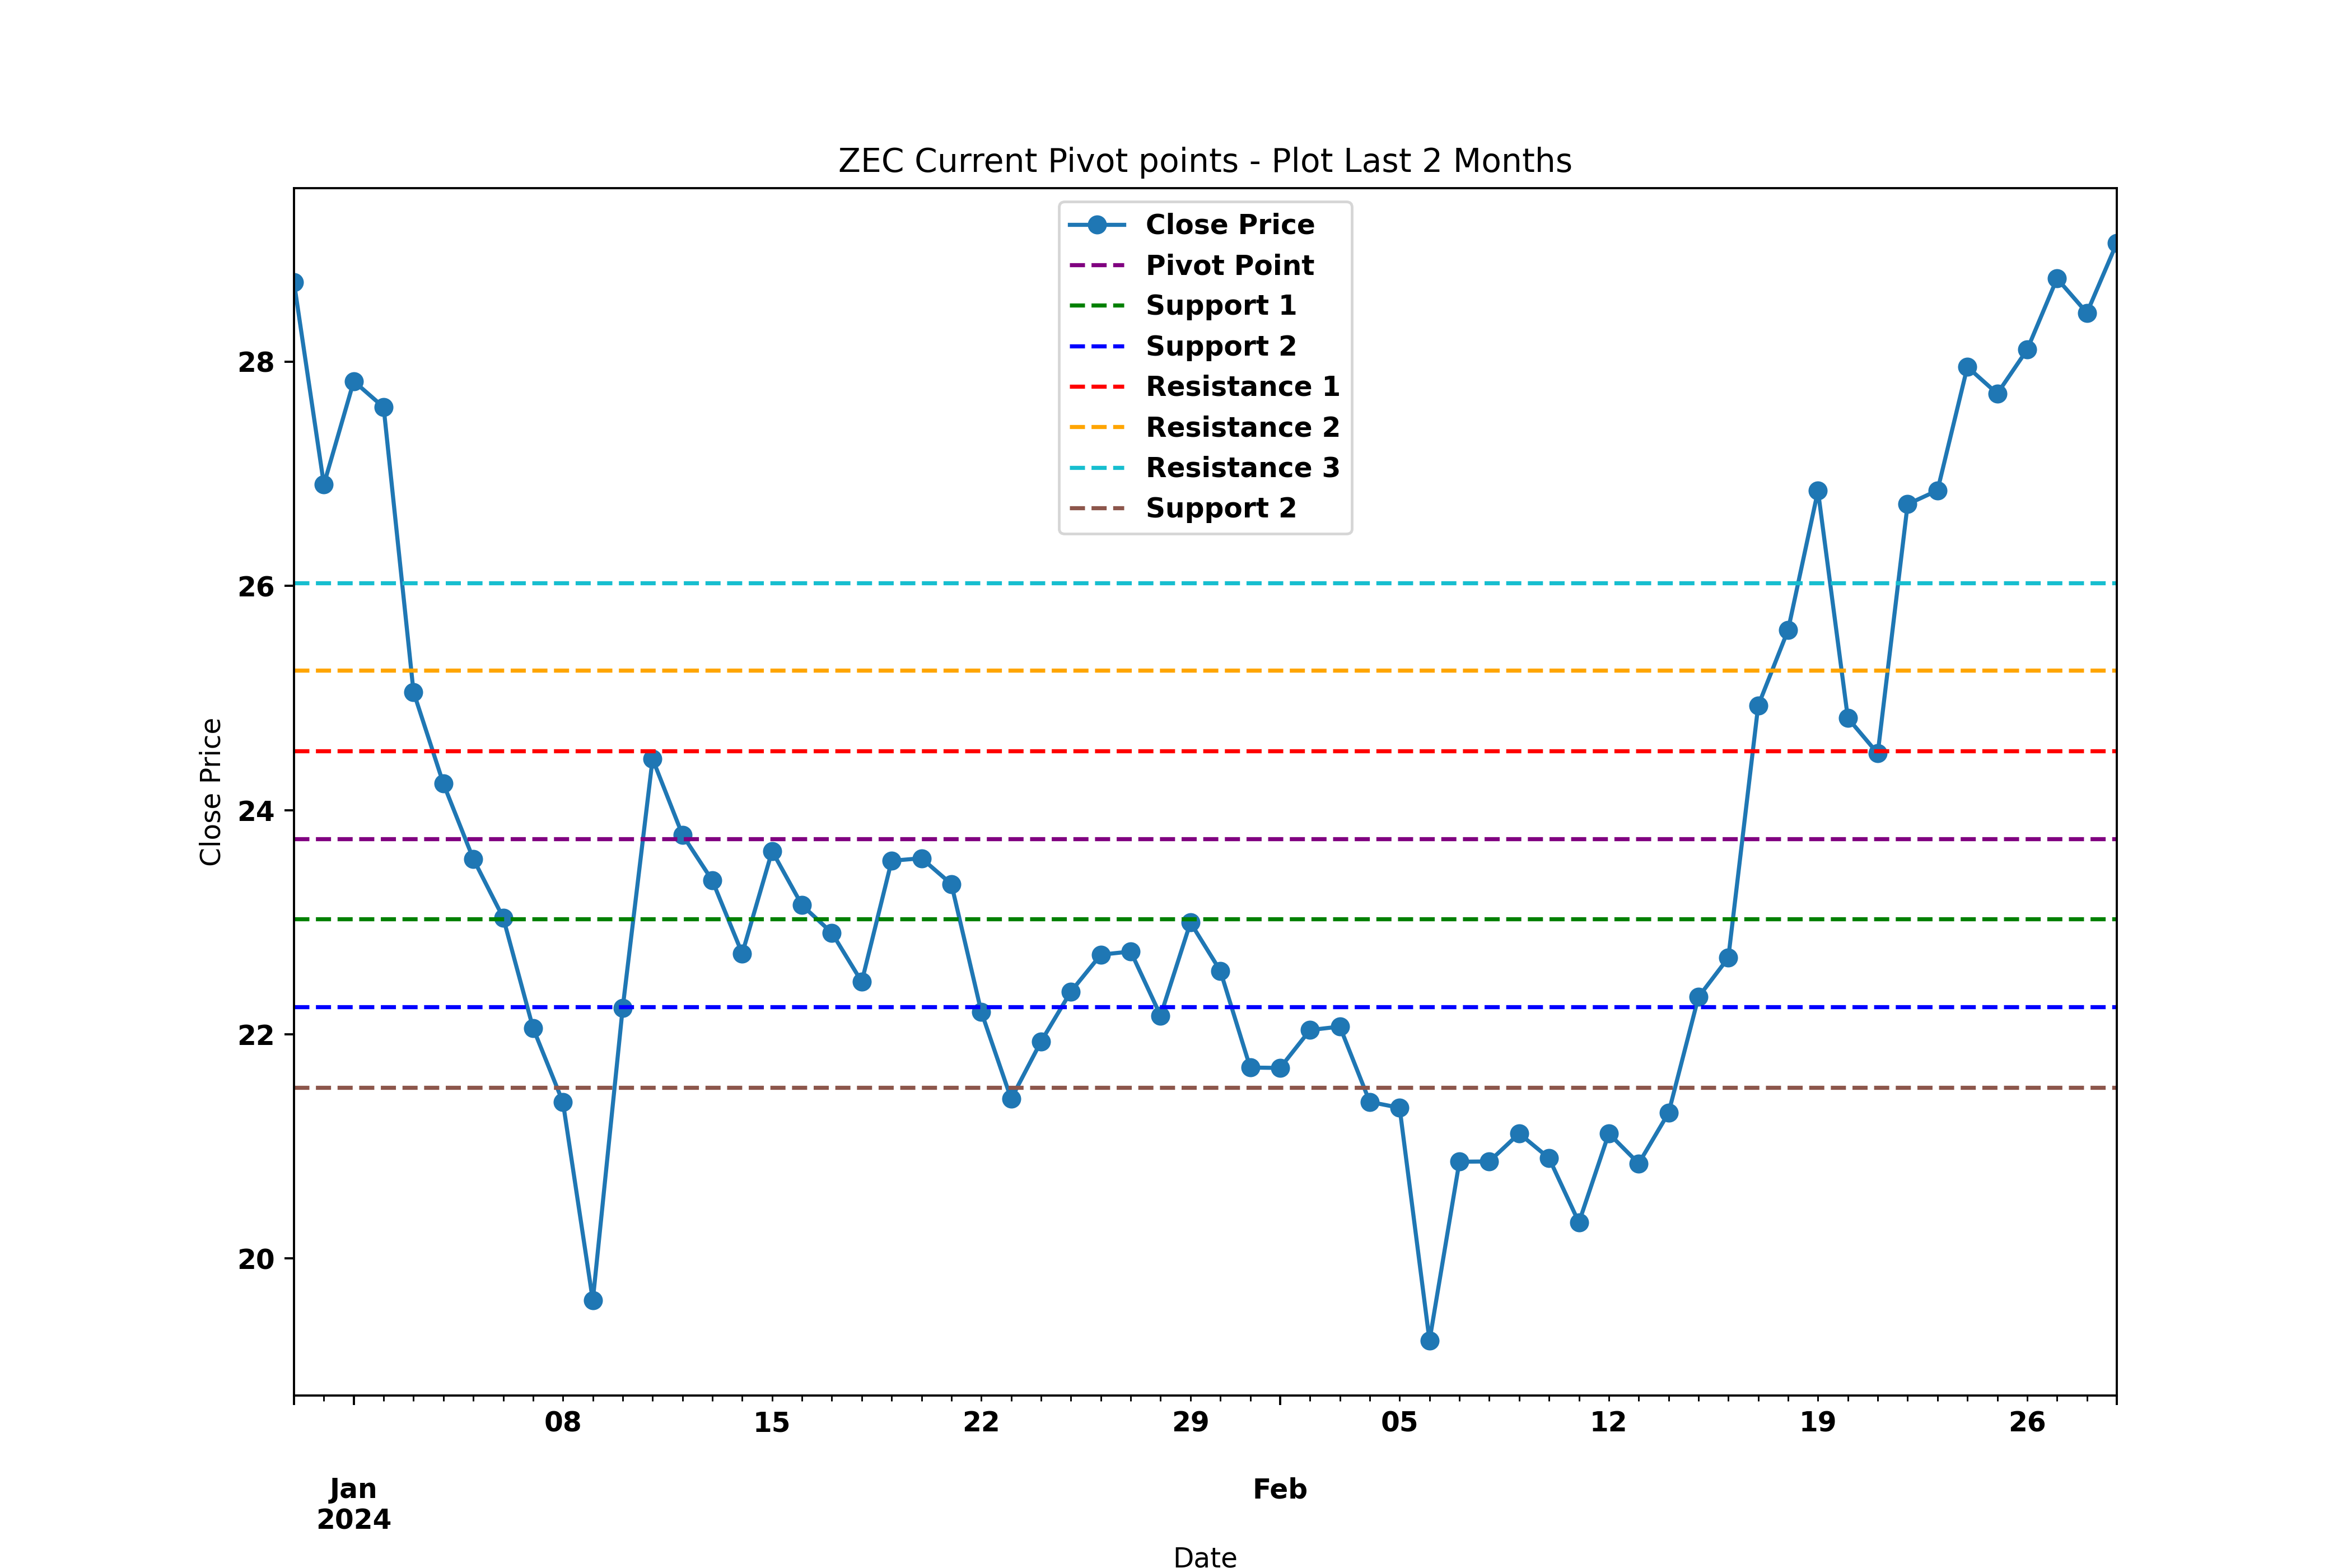 ZEC Current Pivot points - Plot Last 2 Months
Close Price
Pivot Point
Support 1
Support 2
Resistance 1
Resistance 2
Resistance 3
Support 2
28
26
24
22
20
Close Price
08 15 22 29 05 12 19 26
Jan Feb
2024
Date